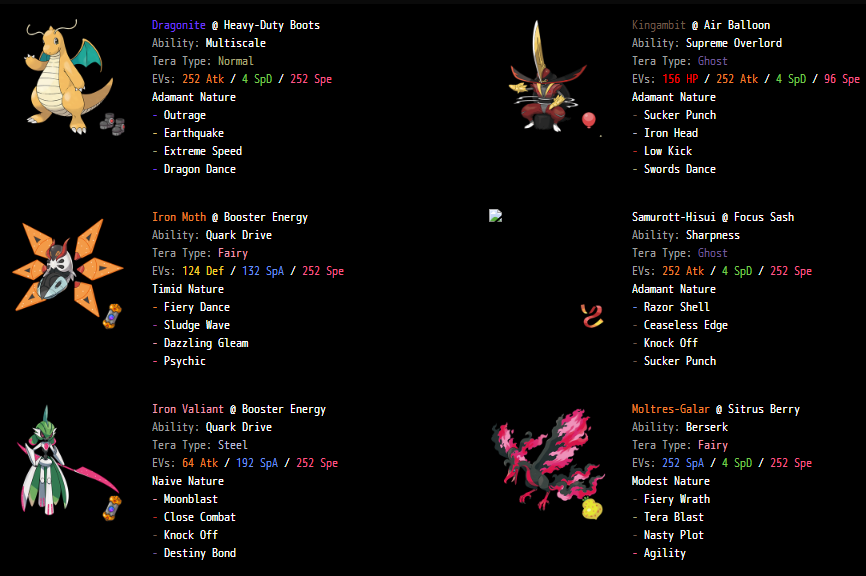 Dragonite @ Heavy-Duty Boots
Ability: Multiscale
Tera Type: Normal
EVs: 252 Atk / 4 SpD / 252 Spe
Adamant Nature
- Outrage
- Earthquake
- Extreme Speed
- Dragon Dance
Kingambit @ Air Balloon
Ability: Supreme Overlord
Tera Type: Ghost
EVs: 156 HP / 252 Atk / 4 SpD / 96 Spe
Adamant Nature
- Sucker Punch
- Iron Head
- Low Kick
- Swords Dance
Iron Moth @ Booster Energy
Ability: Quark Drive
Tera Type: Fairy
EVs: 124 Def / 132 SpA / 252 Spe
Timid Nature
- Fiery Dance
- Sludge Wave
- Dazzling Gleam
- Psychic
Samurott-Hisui @ Focus Sash
Ability: Sharpness
Tera Type: Ghost
EVs: 252 Atk / 4 SpD / 252 Spe
Adamant Nature
- Razor Shell
- Ceaseless Edge
- Knock Off
- Sucker Punch
Iron Valiant @ Booster Energy
Ability: Quark Drive
Tera Type: Steel
EVs: 64 Atk / 192 SpA / 252 Spe
Naive Nature
- Moonblast
- Close Combat
- Knock Off
- Destiny Bond
Moltres-Galar @ Sitrus Berry
Ability: Berserk
Tera Type: Fairy
EVs: 252 SpA / 4 SpD / 252 Spe
Modest Nature
- Fiery Wrath
- Tera Blast
- Nasty Plot
- Agility